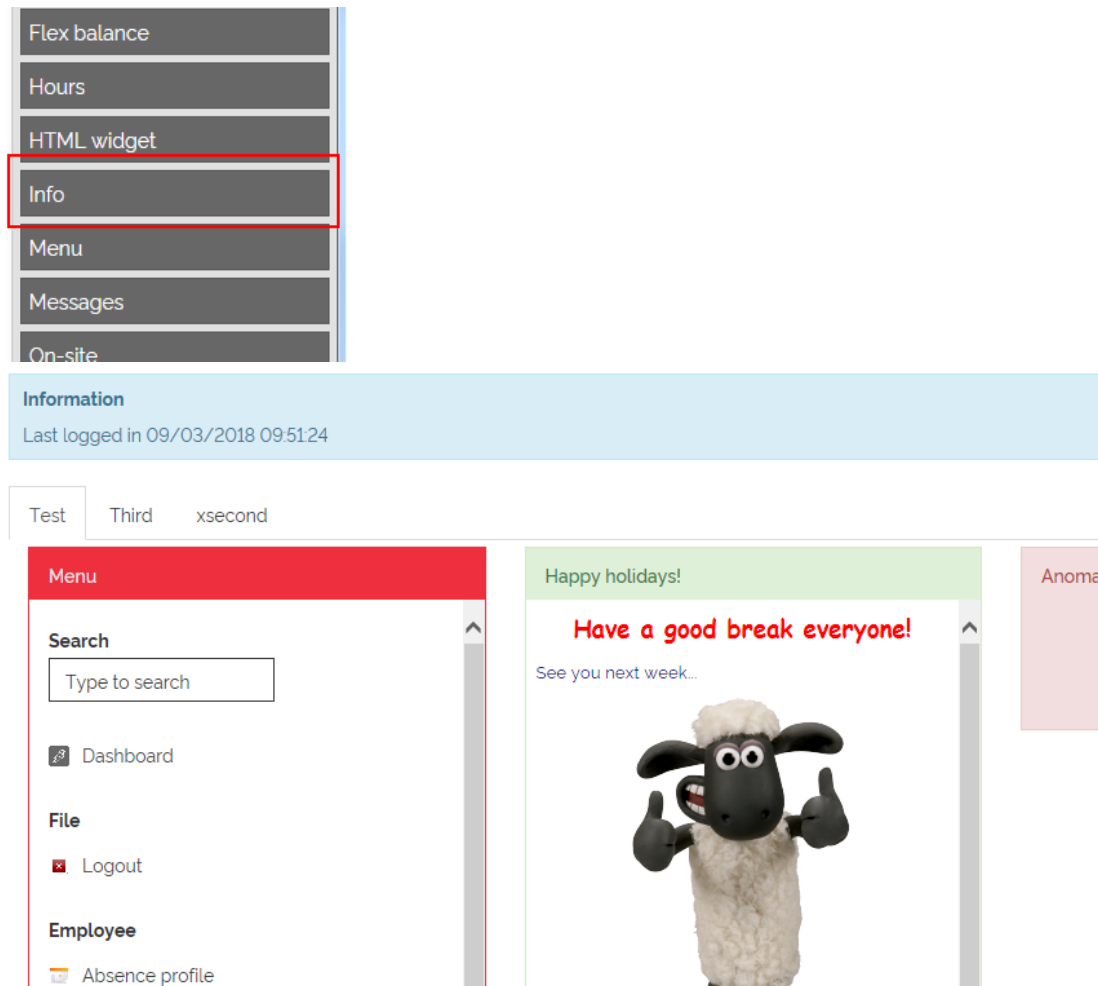 Flex balance
Hours
HTML widget
Info
Menu
Messages
On-site
Information
Last logged in 09/03/2018 09:51:24
Test Third xsecond
Menu
Search
Type to search
Dashboard
File
Logout
Employee
Absence profile
Happy holidays!
Have a good break everyone!
See you next week...